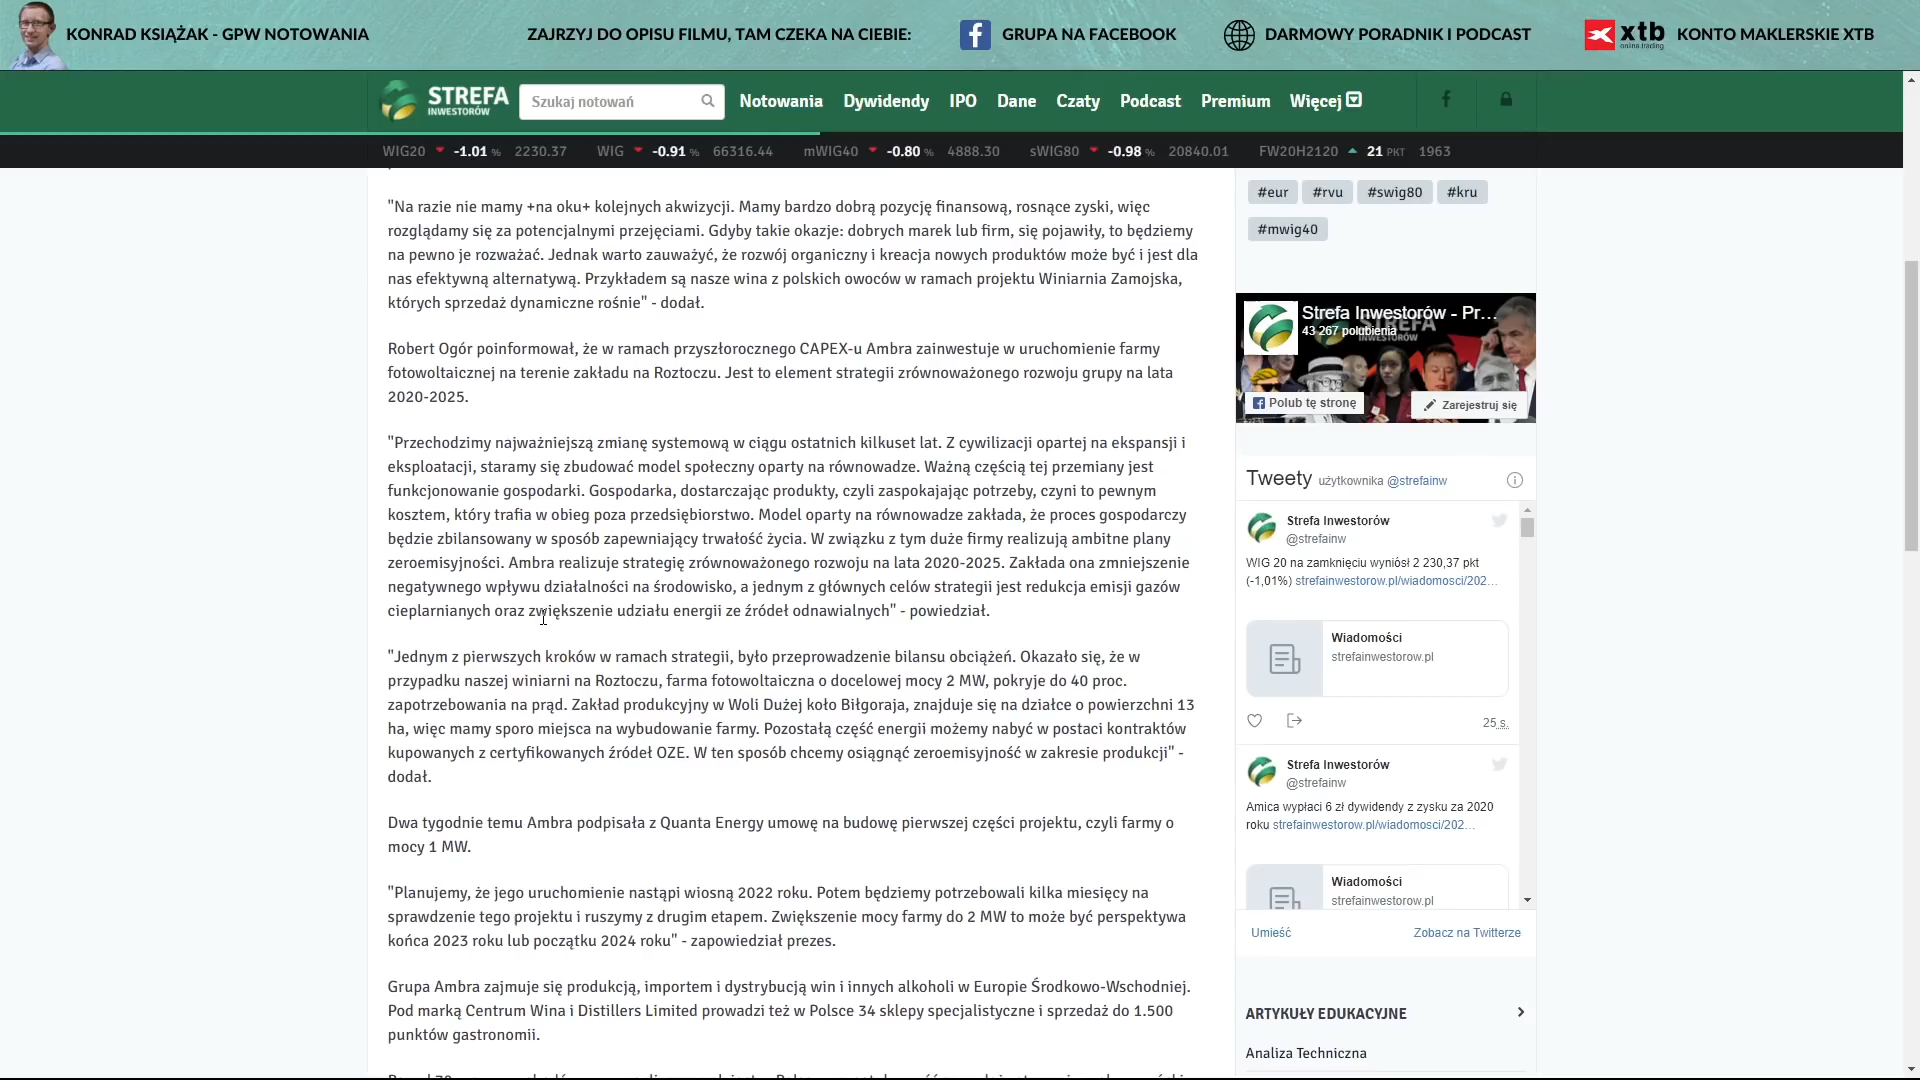 KONRAD KSIĄŻAK - GPW NOTOWANIA
ZAJRZYJ DO OPISU FILMU, TAM CZEKA NA CIEBIE:
GRUPA NA FACEBOOK
DARMOWY PORADNIK I PODCAST
xtb
online trading
KONTO MAKLERSKIE XTB
STREFA
INWESTORÓW
Szukaj notowań
Notowania
Dywidendy
IPO
Dane
Czaty
Podcast
Premium
Więcej
WIG20 -1.01 % 2230.37
WIG -0.91 % 66316.44
mWIG40 -0.80 % 4888.30
sWIG80 -0.98 % 20840.01
FW20H2120 21 PKT 1963
"Na razie nie mamy +na oku+ kolejnych akwizycji. Mamy bardzo dobrą pozycję finansową, rosnące zyski, więc
rozglądamy się za potencjalnymi przejęciami. Gdyby takie okazje: dobrych marek lub firm, się pojawiły, to będziemy
na pewno je rozważać. Jednak warto zauważyć, że rozwój organiczny i kreacja nowych produktów może być i jest dla
nas efektywną alternatywą. Przykładem są nasze wina z polskich owoców w ramach projektu Winiarnia Zamojska,
których sprzedaż dynamiczne rośnie" - dodał.
Robert Ogór poinformował, że w ramach przyszłorocznego CAPEX-u Ambra zainwestuje w uruchomienie farmy
fotowoltaicznej na terenie zakładu na Roztoczu. Jest to element strategii zrównoważonego rozwoju grupy na lata
2020-2025.
"Przechodzimy najważniejszą zmianę systemową w ciągu ostatnich kilkuset lat. Z cywilizacji opartej na ekspansji i
eksploatacji, staramy się zbudować model społeczny oparty na równowadze. Ważną częścią tej przemiany jest
funkcjonowanie gospodarki. Gospodarka, dostarczając produkty, czyli zaspokajając potrzeby, czyni to pewnym
kosztem, który trafia w obieg poza przedsiębiorstwo. Model oparty na równowadze zakłada, że proces gospodarczy
będzie zbilansowany w sposób zapewniający trwałość życia. W związku z tym duże firmy realizują ambitne plany
zeroemisyjności. Ambra realizuje strategię zrównoważonego rozwoju na lata 2020-2025. Zakłada ona zmniejszenie
negatywnego wpływu działalności na środowisko, a jednym z głównych celów strategii jest redukcja emisji gazów
cieplarnianych oraz zwiększenie udziału energii ze źródeł odnawialnych" - powiedział.
"Jednym z pierwszych kroków w ramach strategii, było przeprowadzenie bilansu obciążeń. Okazało się, że w
przypadku naszej winiarni na Roztoczu, farma fotowoltaiczna o docelowej mocy 2 MW, pokryje do 40 proc.
zapotrzebowania na prąd. Zakład produkcyjny w Woli Dużej koło Biłgoraja, znajduje się na działce o powierzchni 13
ha, więc mamy sporo miejsca na wybudowanie farmy. Pozostałą część energii możemy nabyć w postaci kontraktów
kupowanych z certyfikowanych źródeł OZE. W ten sposób chcemy osiągnąć zeroemisyjność w zakresie produkcji" -
dodał.
Dwa tygodnie temu Ambra podpisała z Quanta Energy umowę na budowę pierwszej części projektu, czyli farmy o
mocy 1 MW.
"Planujemy, że jego uruchomienie nastąpi wiosną 2022 roku. Potem będziemy potrzebowali kilka miesięcy na
sprawdzenie tego projektu i ruszymy z drugim etapem. Zwiększenie mocy farmy do 2 MW to może być perspektywa
końca 2023 roku lub początku 2024 roku" - zapowiedział prezes.
Grupa Ambra zajmuje się produkcją, importem i dystrybucją win i innych alkoholi w Europie Środkowo-Wschodniej.
Pod marką Centrum Wina i Distillers Limited prowadzi też w Polsce 34 sklepy specjalistyczne i sprzedaż do 1.500
punktów gastronomii.
#eur #rvu #swig80 #kru
#mwig40
Strefa Inwestorów - Pr...
43 267 polubienia
Polub tę stronę
Zarejestruj się
Tweety użytkownika @strefainw
Strefa Inwestorów
@strefainw
WIG 20 na zamknięciu wyniósł 2 230,37 pkt
(-1,01%) strefainwestorow.pl/wiadomosci/202…
Wiadomości
strefainwestorow.pl
25 s.
Strefa Inwestorów
@strefainw
Amica wypłaci 6 zł dywidendy z zysku za 2020
roku strefainwestorow.pl/wiadomosci/202…
Wiadomości
strefainwestorow.pl
Umieść
Zobacz na Twitterze
ARTYKUŁY EDUKACYJNE
Analiza Techniczna